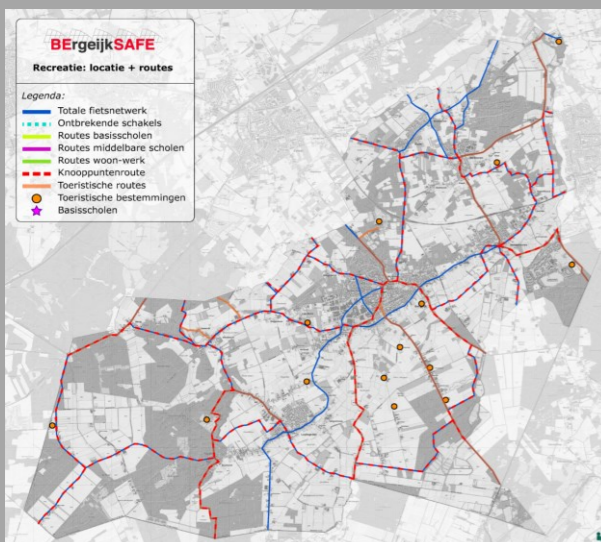 BErgeijkSAFE
Recreatie: locatie + routes
Legenda:
Totale fietsnetwerk
Ontbrekende schakels
Routes basisscholen
Routes middelbare scholen
Routes woon-werk
Knooppuntenroute
Toeristische routes
Toeristische bestemmingen
Basisscholen